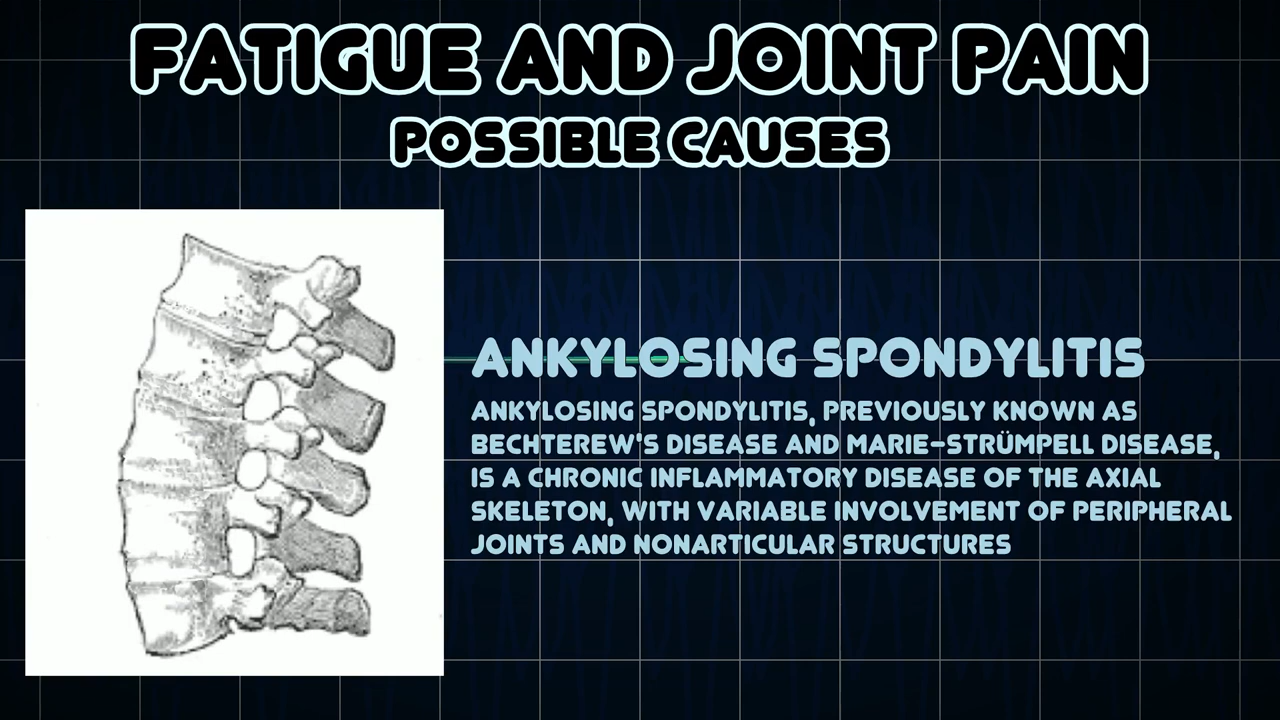 FATIGUE AND JOINT PAIN
POSSIBLE CAUSES
ANKYLOSING SPONDYLITIS
ANKYLOSING SPONDYLITIS, PREVIOUSLY KNOWN AS
BECHTEREW'S DISEASE AND MARIE-STRÜMPELL DISEASE,
IS A CHRONIC INFLAMMATORY DISEASE OF THE AXIAL
SKELETON, WITH VARIABLE INVOLVEMENT OF PERIPHERAL
JOINTS AND NONARTICULAR STRUCTURES